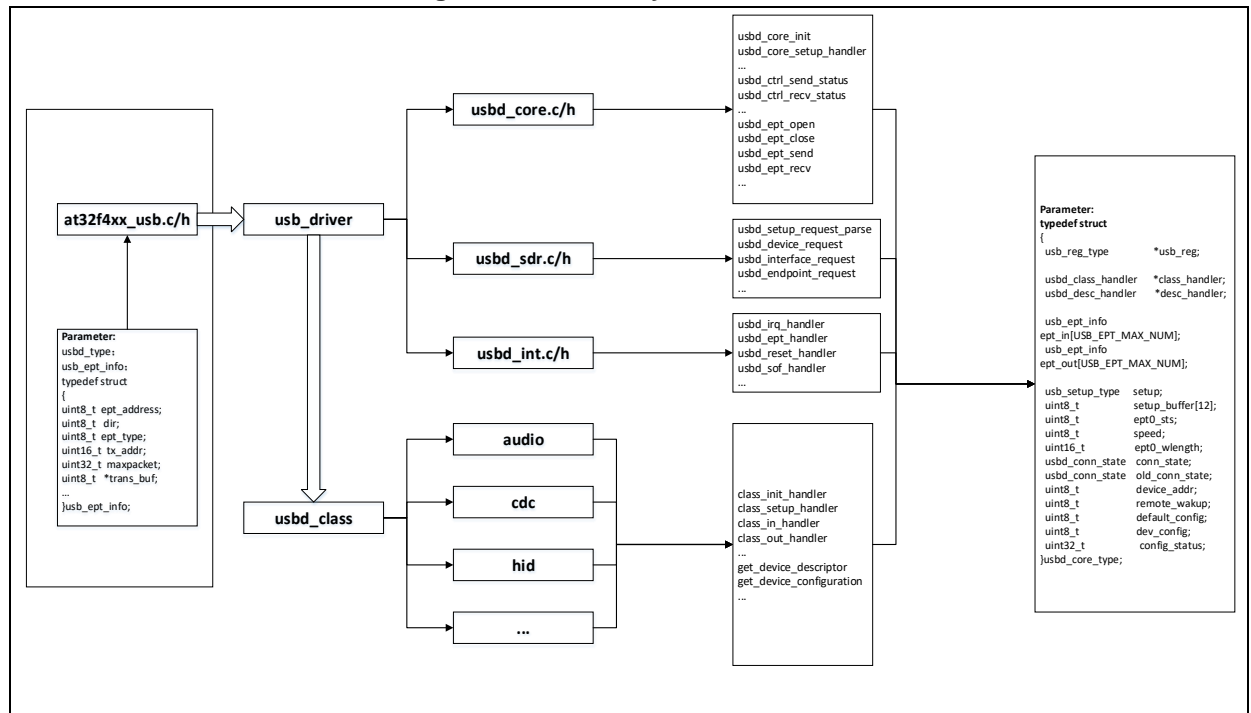 at32f4xx_usb.c/h
Parameter:
usbd_type：
usb_ept_info：
typedef struct
{
uint8_t ept_address;
uint8_t dir;
uint8_t ept_type;
uint16_t tx_addr;
uint32_t maxpacket;
uint8_t *trans_buf;
...
}usb_ept_info;
usb_driver
usbd_class
usbd_core.c/h
usbd_sdr.c/h
usbd_int.c/h
audio
cdc
hid
...
usbd_core_init
usbd_core_setup_handler
...
usbd_ctrl_send_status
usbd_ctrl_recv_status
...
usbd_ept_open
usbd_ept_close
usbd_ept_send
usbd_ept_recv
...
usbd_setup_request_parse
usbd_device_request
usbd_interface_request
usbd_endpoint_request
...
usbd_irq_handler
usbd_ept_handler
usbd_reset_handler
usbd_sof_handler
...
class_init_handler
class_setup_handler
class_in_handler
class_out_handler
...
get_device_descriptor
get_device_configuration
...
Parameter:
typedef struct
{
usb_reg_type *usb_reg;
usbd_class_handler *class_handler;
usbd_desc_handler *desc_handler;
usb_ept_info
ept_in[USB_EPT_MAX_NUM];
usb_ept_info
ept_out[USB_EPT_MAX_NUM];
usb_setup_type setup;
uint8_t setup_buffer[12];
uint8_t ept0_sts;
uint8_t speed;
uint16_t ept0_wlength;
usbd_conn_state conn_state;
usbd_conn_state old_conn_state;
uint8_t device_addr;
uint8_t remote_wakup;
uint8_t default_config;
uint8_t dev_config;
uint32_t config_status;
}usbd_core_type;